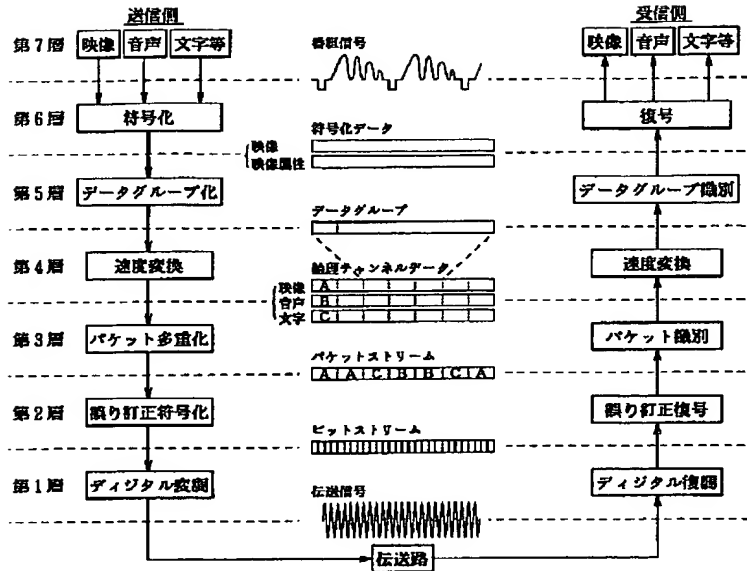 送信側
受信側
第7層
映像
音声
文字等
番組信号
映像
音声
文字等
第6層
符号化
符号化データ
復号
映像
映像属性
第5層
データグループ化
データグループ識別
データグループ
第4層
速度変換
伝送チャンネルデータ
速度変換
映像
A
音声
B
文字
C
第3層
パケット多重化
パケット識別
パケットストリーム
A A C B B C A
第2層
誤り訂正符号化
誤り訂正復号
ビットストリーム
第1層
ディジタル変調
伝送信号
ディジタル復調
伝送路